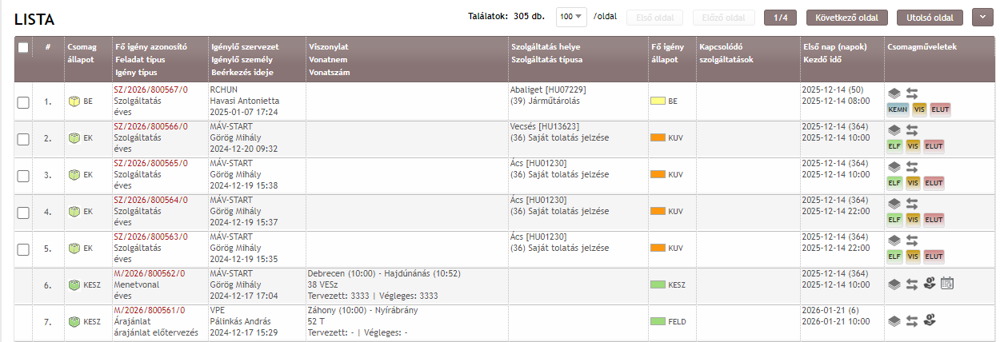 LISTA
Találatok: 305 db. 100 /oldal Első oldal Előző oldal 1/4 Következő oldal Utolsó oldal
# Csomag állapot Fő igény azonosító Feladat típus Igény típus Igénylő szervezet Igénylő személy Beérkezés ideje Viszonylat Vonatnem Vonatszám Szolgáltatás helye Szolgáltatás típusa Fő igény állapot Kapcsolódó szolgáltatások Első nap (napok) Kezdő idő Csomagműveletek
SZ/2026/800567/0 RCHUN Abaliget [HU07229] 2025-12-14 (50)
1. BE Szolgáltatás Havasi Antonietta (39) Járműtárolás BE 2025-12-14 08:00
éves 2025-01-07 17:24 KEMN VIS ELUT
SZ/2026/800566/0 MÁV-START Vecsés [HU13623] 2025-12-14 (364)
2. EK Szolgáltatás Görög Mihály (36) Saját tolatás jelzése KUV 2025-12-14 10:00
éves 2024-12-20 09:32 ELF VIS ELUT
SZ/2026/800565/0 MÁV-START Ács [HU01230] 2025-12-14 (364)
3. EK Szolgáltatás Görög Mihály (36) Saját tolatás jelzése KUV 2025-12-14 10:00
éves 2024-12-19 15:38 ELF VIS ELUT
SZ/2026/800564/0 MÁV-START Ács [HU01230] 2025-12-14 (364)
4. EK Szolgáltatás Görög Mihály (36) Saját tolatás jelzése KUV 2025-12-14 22:00
éves 2024-12-19 15:37 ELF VIS ELUT
SZ/2026/800563/0 MÁV-START Ács [HU01230] 2025-12-14 (364)
5. EK Szolgáltatás Görög Mihály (36) Saját tolatás jelzése KUV 2025-12-14 22:00
éves 2024-12-19 15:35 ELF VIS ELUT
M/2026/800562/0 MÁV-START Debrecen (10:00) - Hajdúnánás (10:52) 2025-12-14 (364)
6. KESZ Menetvonal Görög Mihály 38 VESz KESZ 2025-12-14 10:00
éves 2024-12-17 17:04 Tervezett: 3333 | Végleges: 3333
M/2026/800561/0 VPE Záhony (10:00) - Nyírábrány 2026-01-21 (6)
7. KESZ Árajánlat Pálinkás András 52 T FELD 2026-01-21 10:00
árajánlat előtervezés 2024-12-17 15:29 Tervezett: - | Végleges: -